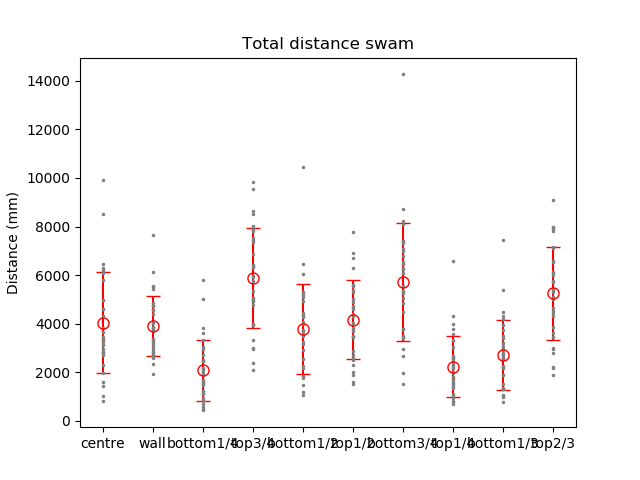 Total distance swam
14000
12000
10000
8000
6000
4000
2000
0
Distance (mm)
centre wall bottom1/4 top3/4 bottom1/2 top1/2 bottom3/4 top1/4 bottom1/3 top2/3